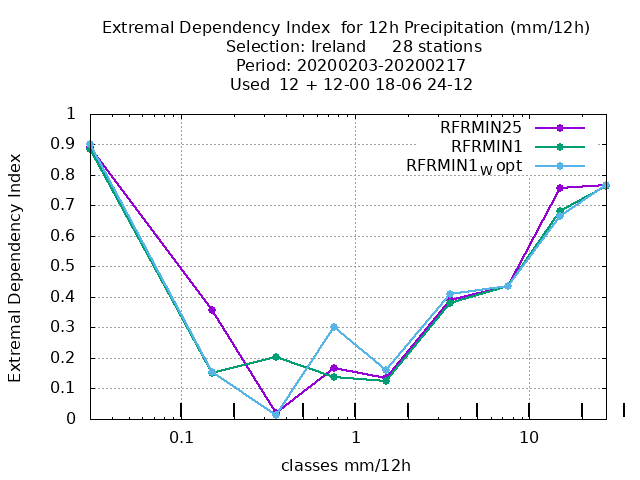 Extremal Dependency Index  for 12h Precipitation (mm/12h)
Selection: Ireland     28 stations
Period: 20200203-20200217
Used  12 + 12-00 18-06 24-12
RFRMIN25
RFRMIN1
RFRMIN1W opt
Extremal Dependency Index
1
0.9
0.8
0.7
0.6
0.5
0.4
0.3
0.2
0.1
0
0.1
1
10
classes mm/12h